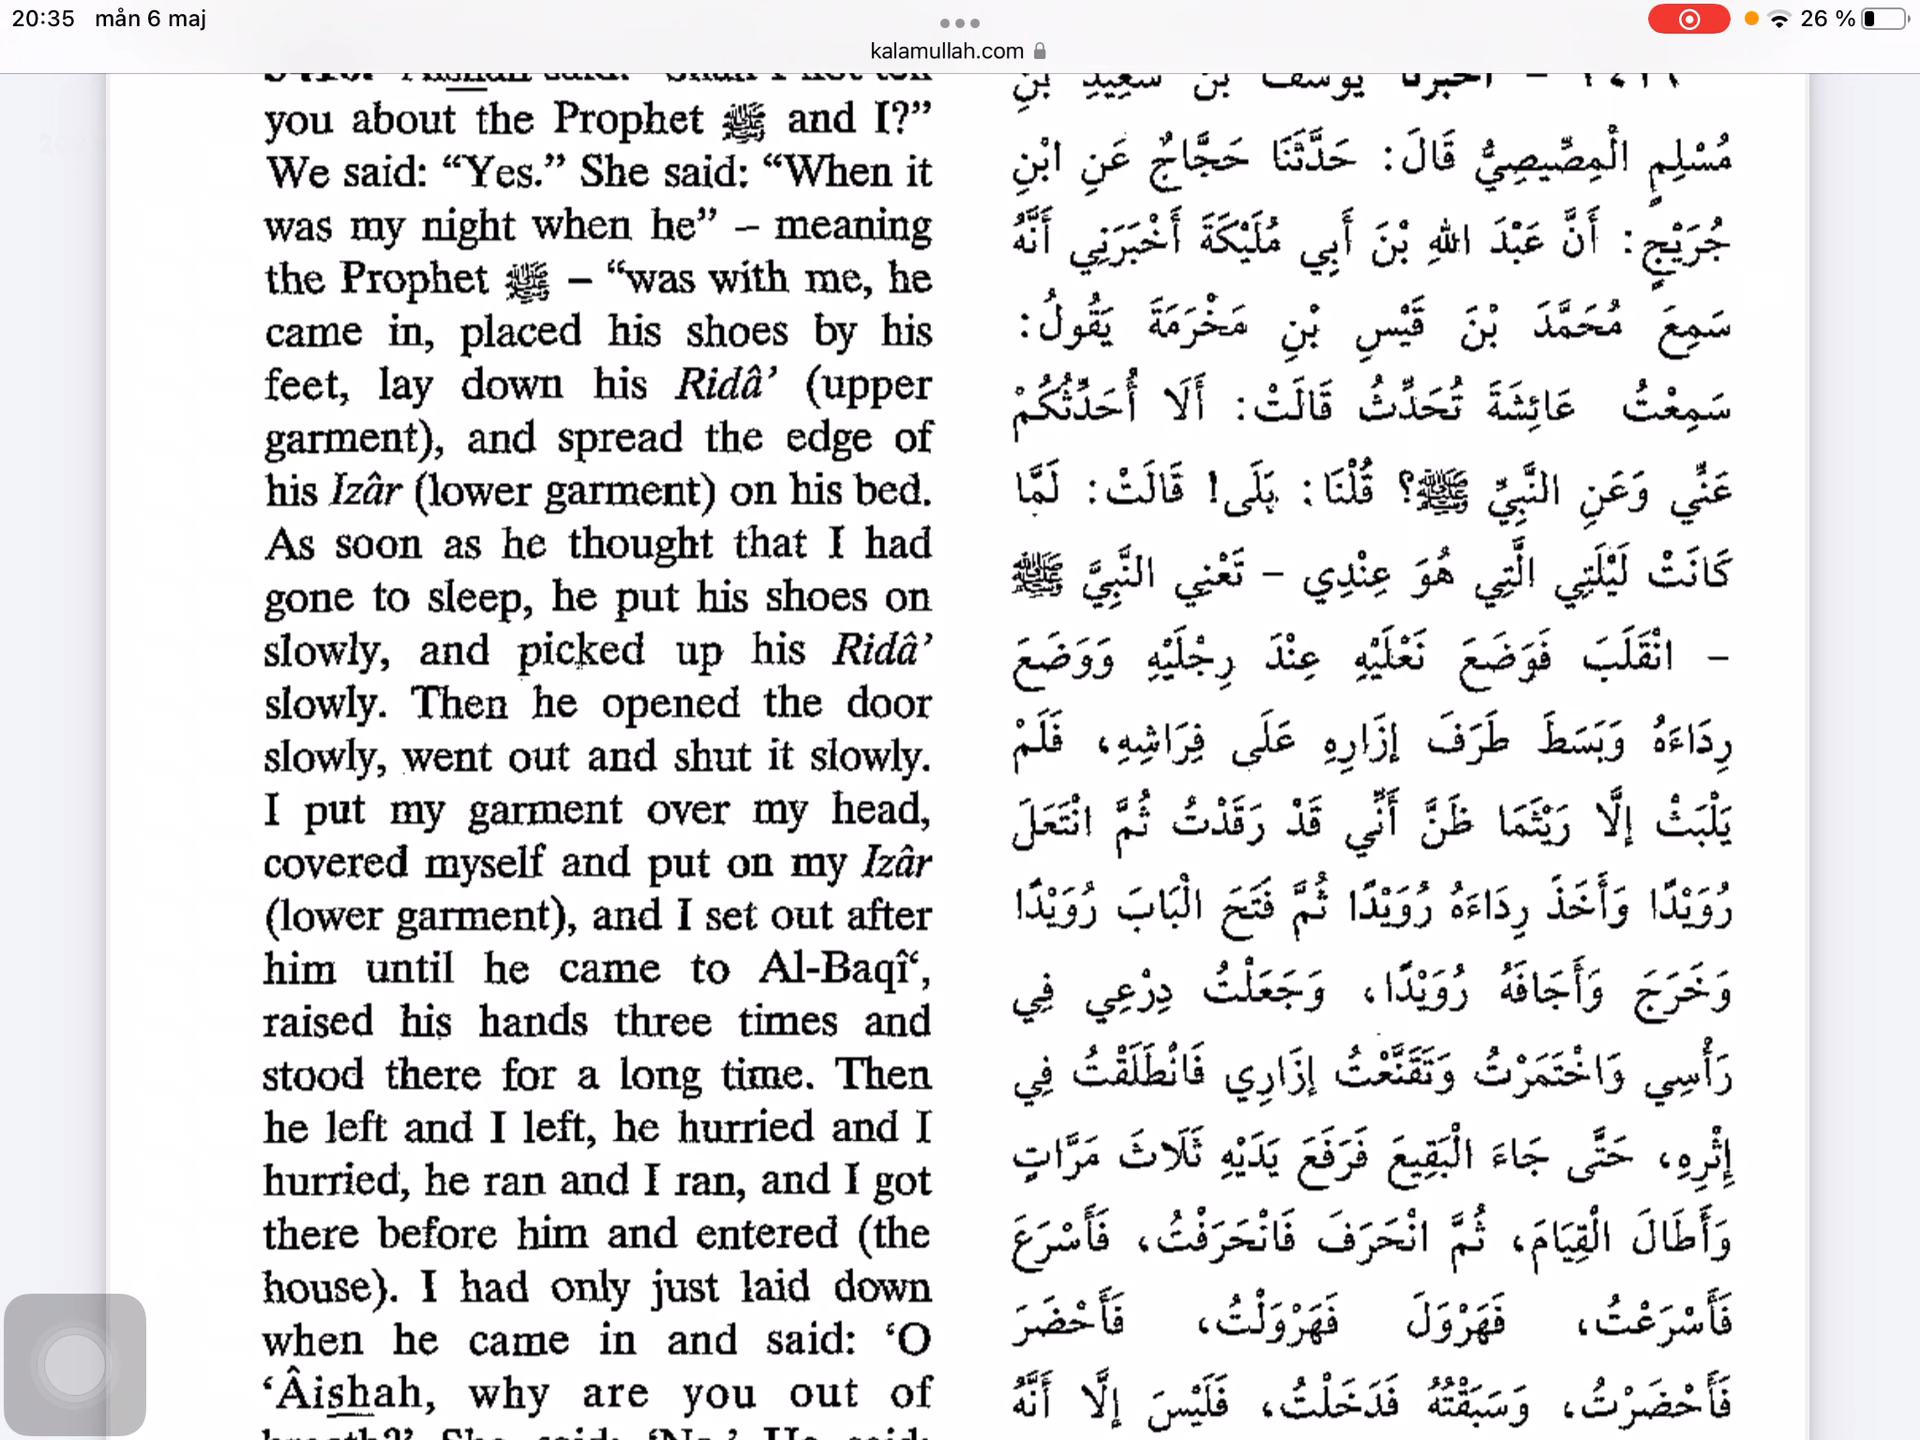 20:35 mån 6 maj
26 %
kalamullah.com
you about the Prophet ﷺ and I?”
We said: “Yes.” She said: “When it
was my night when he” – meaning
the Prophet ﷺ – “was with me, he
came in, placed his shoes by his
feet, lay down his Ridâ’ (upper
garment), and spread the edge of
his Izâr (lower garment) on his bed.
As soon as he thought that I had
gone to sleep, he put his shoes on
slowly, and picked up his Ridâ’
slowly. Then he opened the door
slowly, went out and shut it slowly.
I put my garment over my head,
covered myself and put on my Izâr
(lower garment), and I set out after
him until he came to Al-Baqî‘,
raised his hands three times and
stood there for a long time. Then
he left and I left, he hurried and I
hurried, he ran and I ran, and I got
there before him and entered (the
house). I had only just laid down
when he came in and said: ‘O
‘Âishah, why are you out of
أخبرنا يوسف بن سَعِيدِ بنِ
مُسْلِمٍ الْمِصِّيصِيُّ قَالَ: حَدَّثَنَا حَجَّاجٌ عَنِ ابْنِ
جُرَيْجٍ: أَنَّ عَبْدَ اللهِ بْنَ أَبِي مُلَيْكَةَ أَخْبَرَنِي أَنَّهُ
سَمِعَ مُحَمَّدَ بْنَ قَيْسِ بْنِ مَخْرَمَةَ يَقُولُ:
سَمِعْتُ عَائِشَةَ تُحَدِّثُ قَالَتْ: أَلَا أُحَدِّثُكُمْ
عَنِّي وَعَنِ النَّبِيِّ ﷺ؟ قُلْنَا: بَلَى! قَالَتْ: لَمَّا
كَانَتْ لَيْلَتِي الَّتِي هُوَ عِنْدِي – تَعْنِي النَّبِيَّ ﷺ
– انْقَلَبَ فَوَضَعَ نَعْلَيْهِ عِنْدَ رِجْلَيْهِ وَوَضَعَ
رِدَاءَهُ وَبَسَطَ طَرَفَ إِزَارِهِ عَلَى فِرَاشِهِ، فَلَمْ
يَلْبَثْ إِلَّا رَيْثَمَا ظَنَّ أَنِّي قَدْ رَقَدْتُ ثُمَّ انْتَعَلَ
رُوَيْدًا وَأَخَذَ رِدَاءَهُ رُوَيْدًا ثُمَّ فَتَحَ الْبَابَ رُوَيْدًا
وَخَرَجَ وَأَجَافَهُ رُوَيْدًا، وَجَعَلْتُ دِرْعِي فِي
رَأْسِي وَاخْتَمَرْتُ وَتَقَنَّعْتُ إِزَارِي فَانْطَلَقْتُ فِي
إِثْرِهِ، حَتَّى جَاءَ الْبَقِيعَ فَرَفَعَ يَدَيْهِ ثَلَاثَ مَرَّاتٍ
وَأَطَالَ الْقِيَامَ، ثُمَّ انْحَرَفَ فَانْحَرَفْتُ، فَأَسْرَعَ
فَأَسْرَعْتُ، فَهَرْوَلَ فَهَرْوَلْتُ، فَأَحْضَرَ
فَأَحْضَرْتُ، وَسَبَقْتُهُ فَدَخَلْتُ، فَلَيْسَ إِلَّا أَنَّهُ